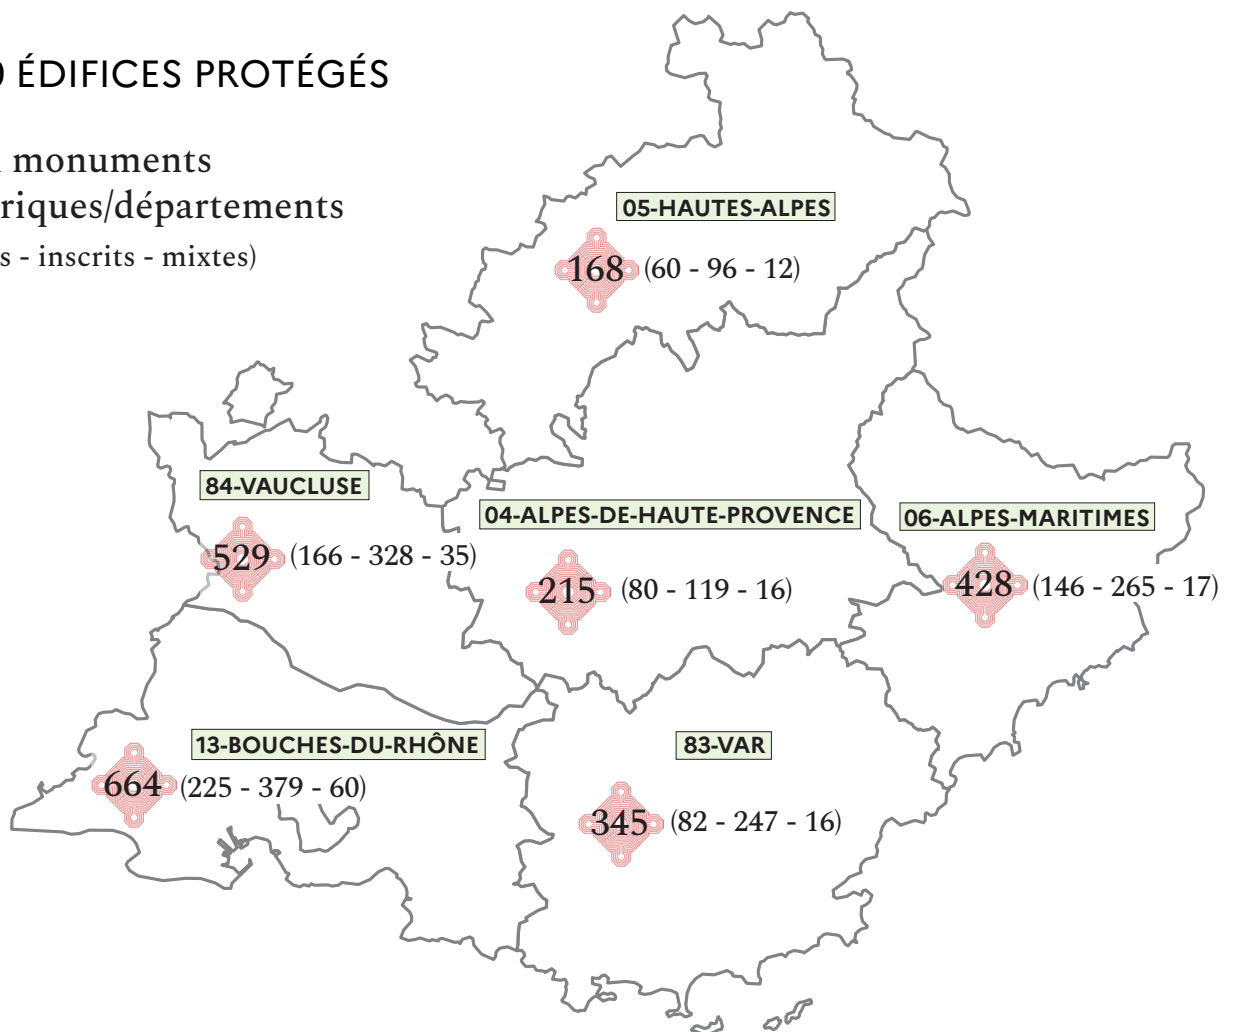 ÉDIFICES PROTÉGÉS
monuments
riques/départements
s - inscrits - mixtes)
05-HAUTES-ALPES
168 (60 - 96 - 12)
84-VAUCLUSE
529 (166 - 328 - 35)
04-ALPES-DE-HAUTE-PROVENCE
215 (80 - 119 - 16)
06-ALPES-MARITIMES
428 (146 - 265 - 17)
13-BOUCHES-DU-RHÔNE
664 (225 - 379 - 60)
83-VAR
345 (82 - 247 - 16)